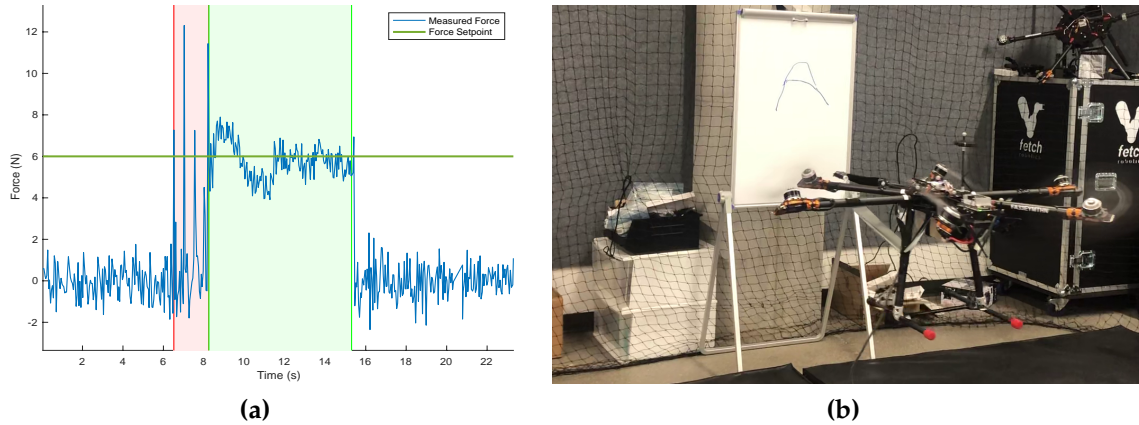 Measured Force
Force Setpoint
Force (N)
12
10
8
6
4
2
0
-2
2 4 6 8 10 12 14 16 18 20 22
Time (s)
(a)
fetch
fetch
robotics
(b)